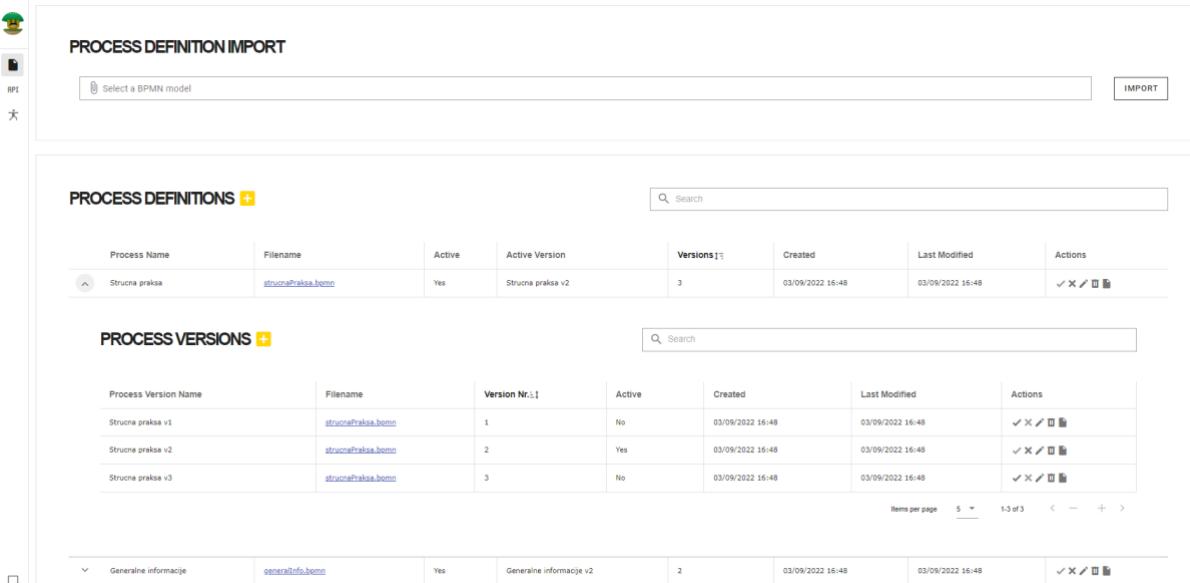 PROCESS DEFINITION IMPORT
Select a BPMN model IMPORT
API
PROCESS DEFINITIONS
Search
Process Name Filename Active Active Version Versions Created Last Modified Actions
Strucna praksa strucnaPraksa.bpmn Yes Strucna praksa v2 3 03/09/2022 16:48 03/09/2022 16:48
PROCESS VERSIONS
Search
Process Version Name Filename Version Nr. Active Created Last Modified Actions
Strucna praksa v1 strucnaPraksa.bpmn 1 No 03/09/2022 16:48 03/09/2022 16:48
Strucna praksa v2 strucnaPraksa.bpmn 2 Yes 03/09/2022 16:48 03/09/2022 16:48
Strucna praksa v3 strucnaPraksa.bpmn 3 No 03/09/2022 16:48 03/09/2022 16:48
Items per page 5 1-3 of 3
Generalne informacije generalInfo.bpmn Yes Generalne informacije v2 2 03/09/2022 16:48 03/09/2022 16:48